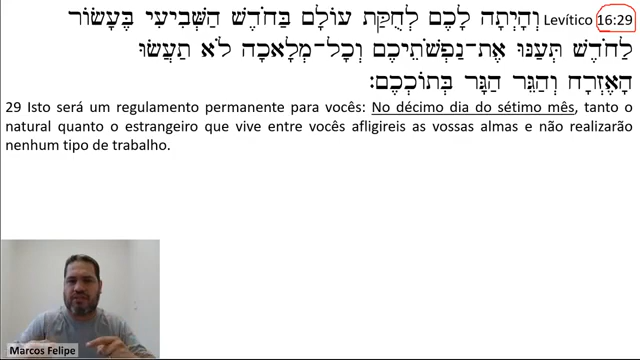 Levítico 16:29 וְהָיְתָה לָכֶם לְחֻקַּת עוֹלָם בַּחֹדֶשׁ הַשְּׁבִיעִי בֶּעָשׂוֹר
לַחֹדֶשׁ תְּעַנּוּ אֶת־נַפְשֹׁתֵיכֶם וְכָל־מְלָאכָה לֹא תַעֲשׂוּ
הָאֶזְרָח וְהַגֵּר הַגָּר בְּתוֹכְכֶם׃
29 Isto será um regulamento permanente para vocês: No décimo dia do sétimo mês, tanto o
natural quanto o estrangeiro que vive entre vocês afligireis as vossas almas e não realizarão
nenhum tipo de trabalho.
Marcos Felipe